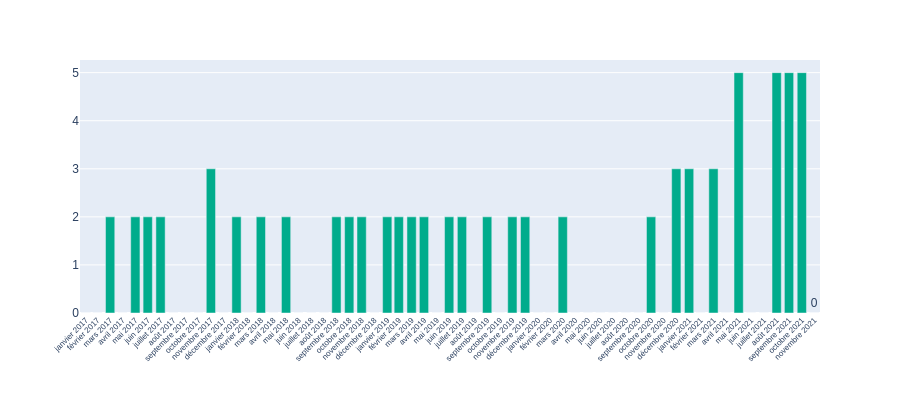 5
4
3
2
1
0
0
janvier 2017
février 2017
mars 2017
avril 2017
mai 2017
juin 2017
juillet 2017
août 2017
septembre 2017
octobre 2017
novembre 2017
décembre 2017
janvier 2018
février 2018
mars 2018
avril 2018
mai 2018
juin 2018
juillet 2018
août 2018
septembre 2018
octobre 2018
novembre 2018
décembre 2018
janvier 2019
février 2019
mars 2019
avril 2019
mai 2019
juin 2019
juillet 2019
août 2019
septembre 2019
octobre 2019
novembre 2019
décembre 2019
janvier 2020
février 2020
mars 2020
avril 2020
mai 2020
juin 2020
juillet 2020
août 2020
septembre 2020
octobre 2020
novembre 2020
décembre 2020
janvier 2021
février 2021
mars 2021
avril 2021
mai 2021
juin 2021
juillet 2021
août 2021
septembre 2021
octobre 2021
novembre 2021